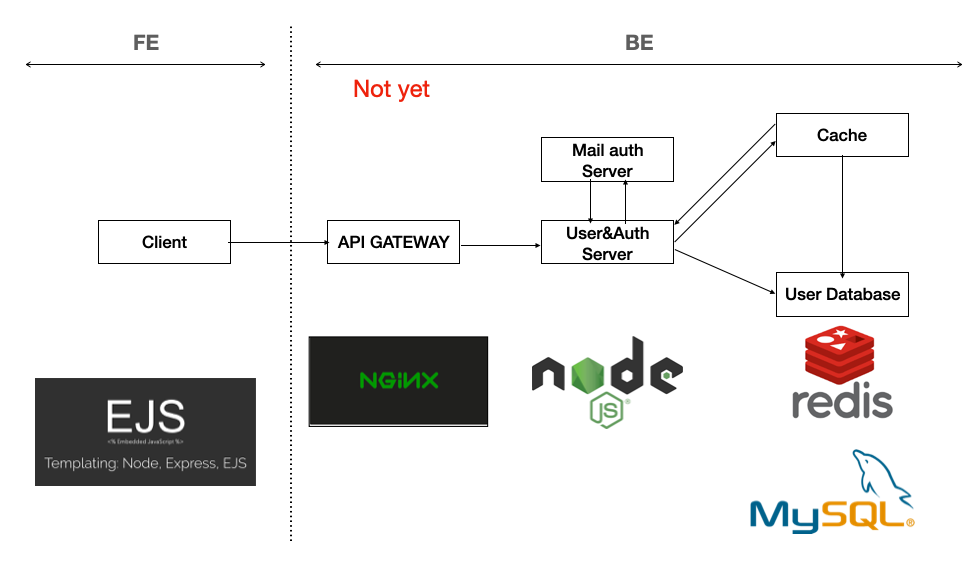 FE
BE
Not yet
Cache
Mail auth
Server
Client
API GATEWAY
User&Auth
Server
User Database
NGINX
node
JS
redis
EJS
<% Embedded JavaScript %>
Templating: Node, Express, EJS
MySQL®